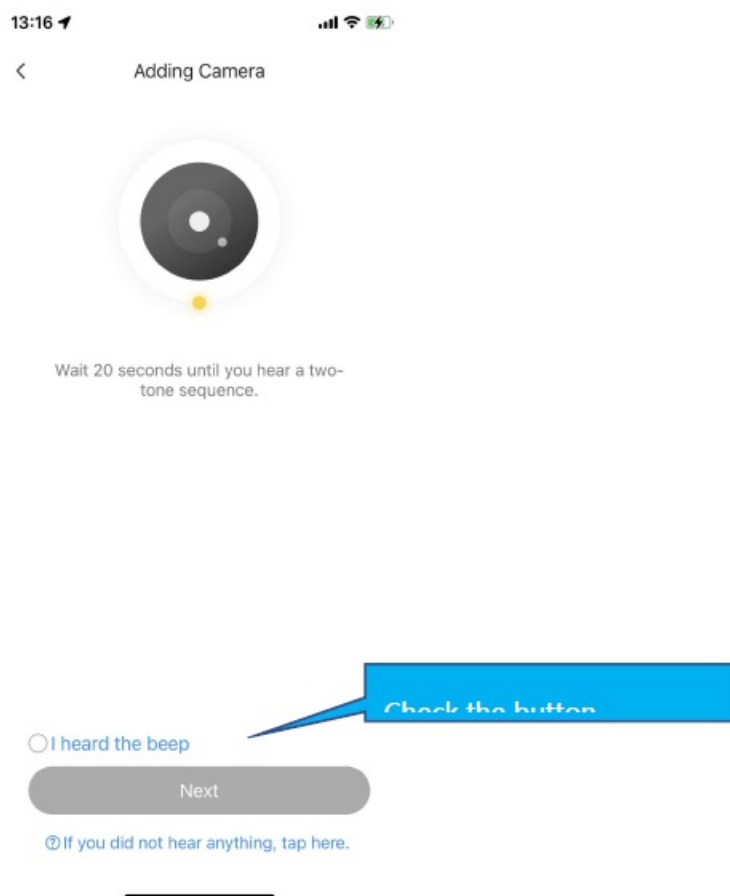 13:16
Adding Camera
Wait 20 seconds until you hear a two-
tone sequence.
Check the button
I heard the beep
Next
If you did not hear anything, tap here.